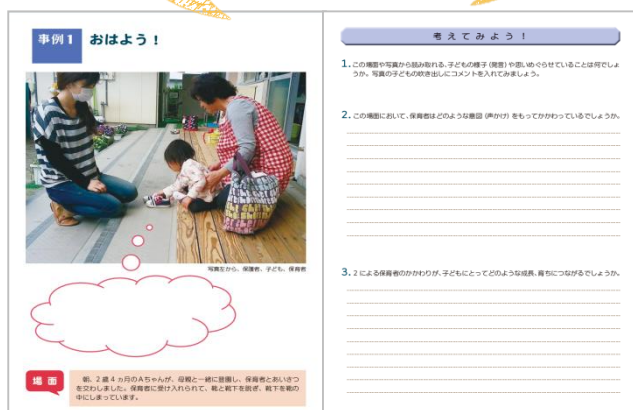 事例1 おはよう!
写真左から、保護者、子ども、保育者
場面
朝、2歳4ヵ月のAちゃんが、母親と一緒に登園し、保育者とあいさつ
を交わしました。保育者に受け入れられて、靴と靴下を脱ぎ、靴下を靴の
中にしまっています。
考えてみよう!
1. この場面や写真から読み取れる、子どもの様子(発言)や思いめぐらせていることは何でしょ
うか。写真の子どもの吹き出しにコメントを入れてみましょう。
2. この場面において、保育者はどのような意図(声かけ)をもってかかわっているでしょうか。
3. 2による保育者のかかわりが、子どもにとってどのような成長、育ちにつながるでしょうか。